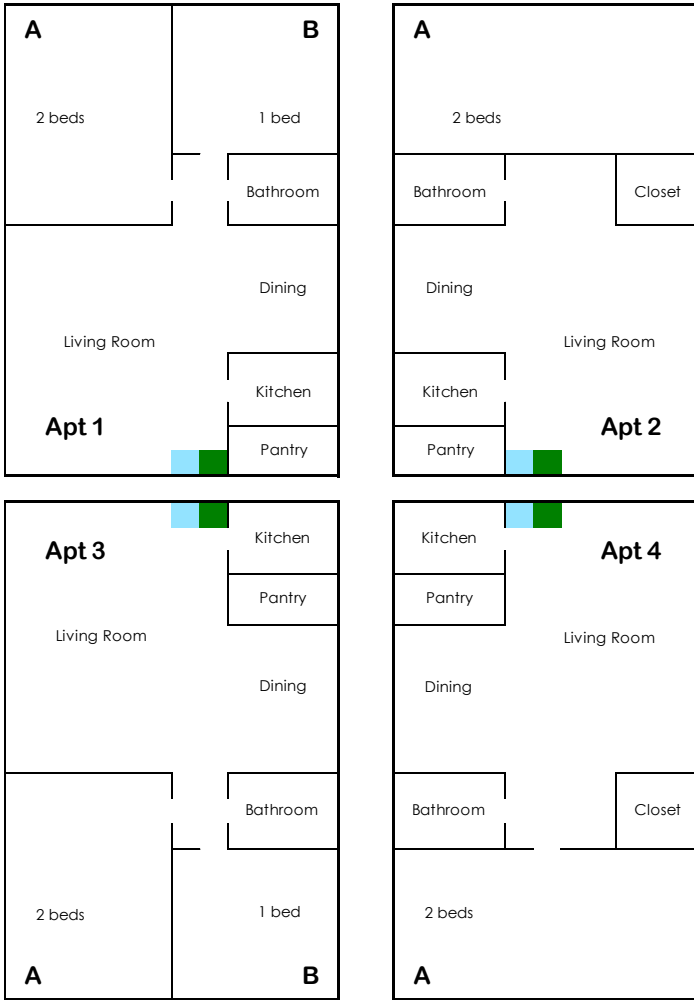 A
B
2 beds
1 bed
Bathroom
Dining
Living Room
Kitchen
Apt 1
Pantry
A
2 beds
Bathroom
Closet
Dining
Living Room
Kitchen
Apt 2
Pantry
Kitchen
Apt 3
Pantry
Living Room
Dining
Bathroom
2 beds
1 bed
A
B
Kitchen
Apt 4
Pantry
Living Room
Dining
Bathroom
Closet
2 beds
A